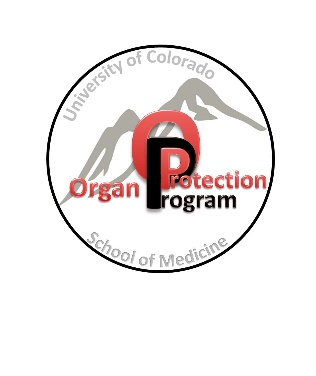 University of Colorado
Organ Protection
Program
School of Medicine